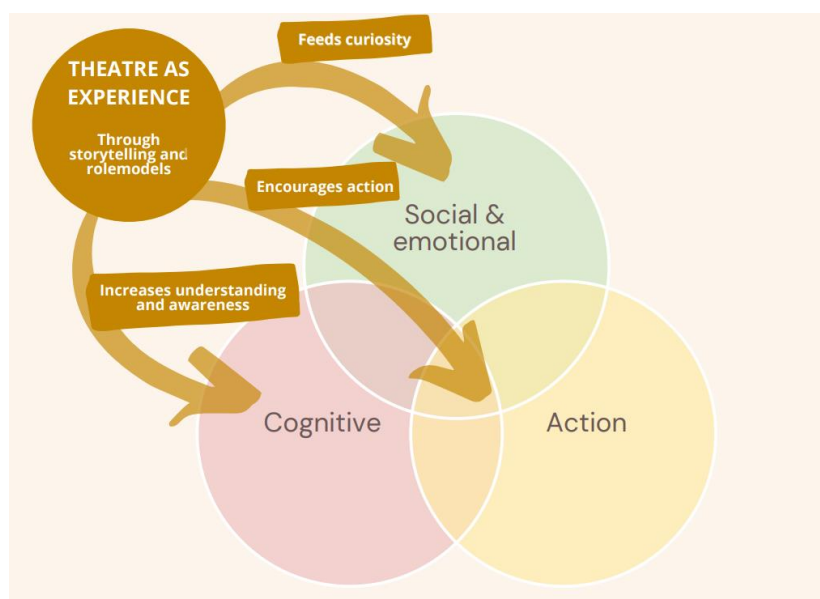 THEATRE AS
EXPERIENCE
Through
storytelling and
rolemodels
Feeds curiosity
Encourages action
Increases understanding
and awareness
Social &
emotional
Cognitive
Action